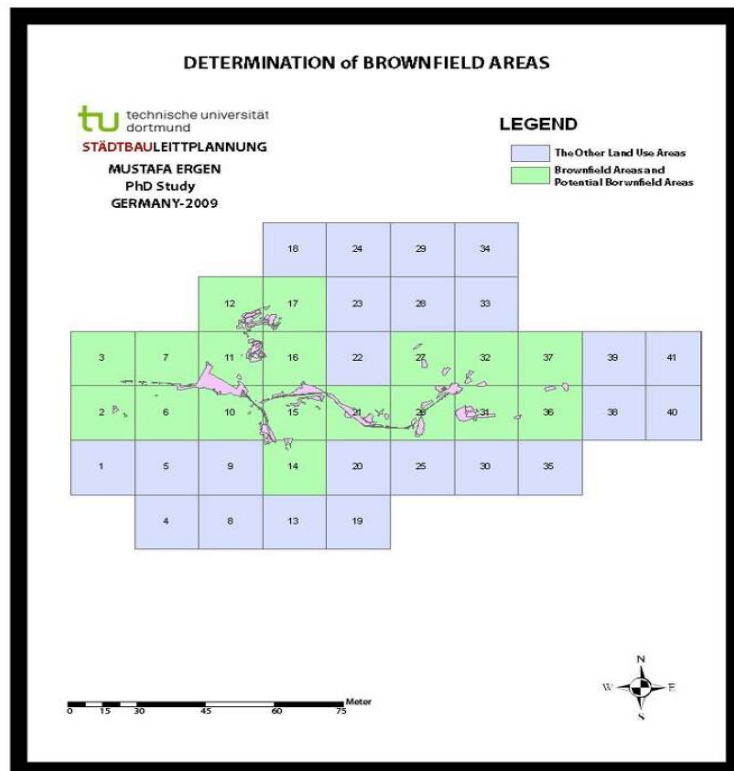 DETERMINATION of BROWNFIELD AREAS
tu technische universität
dortmund
STÄDTBAULEITTPLANNUNG
MUSTAFA ERGEN
PhD Study
GERMANY-2009
LEGEND
The Other Land Use Areas
Brownfield Areas and
Potential Borwnfield Areas
18 24 29 34
12 17 23 28 33
3 7 11 16 22 27 32 37 39 41
2 6 10 15 21 26 31 36 38 40
1 5 9 14 20 25 30 35
4 8 13 19
N
W E
S
Meter
0 15 30 45 60 75